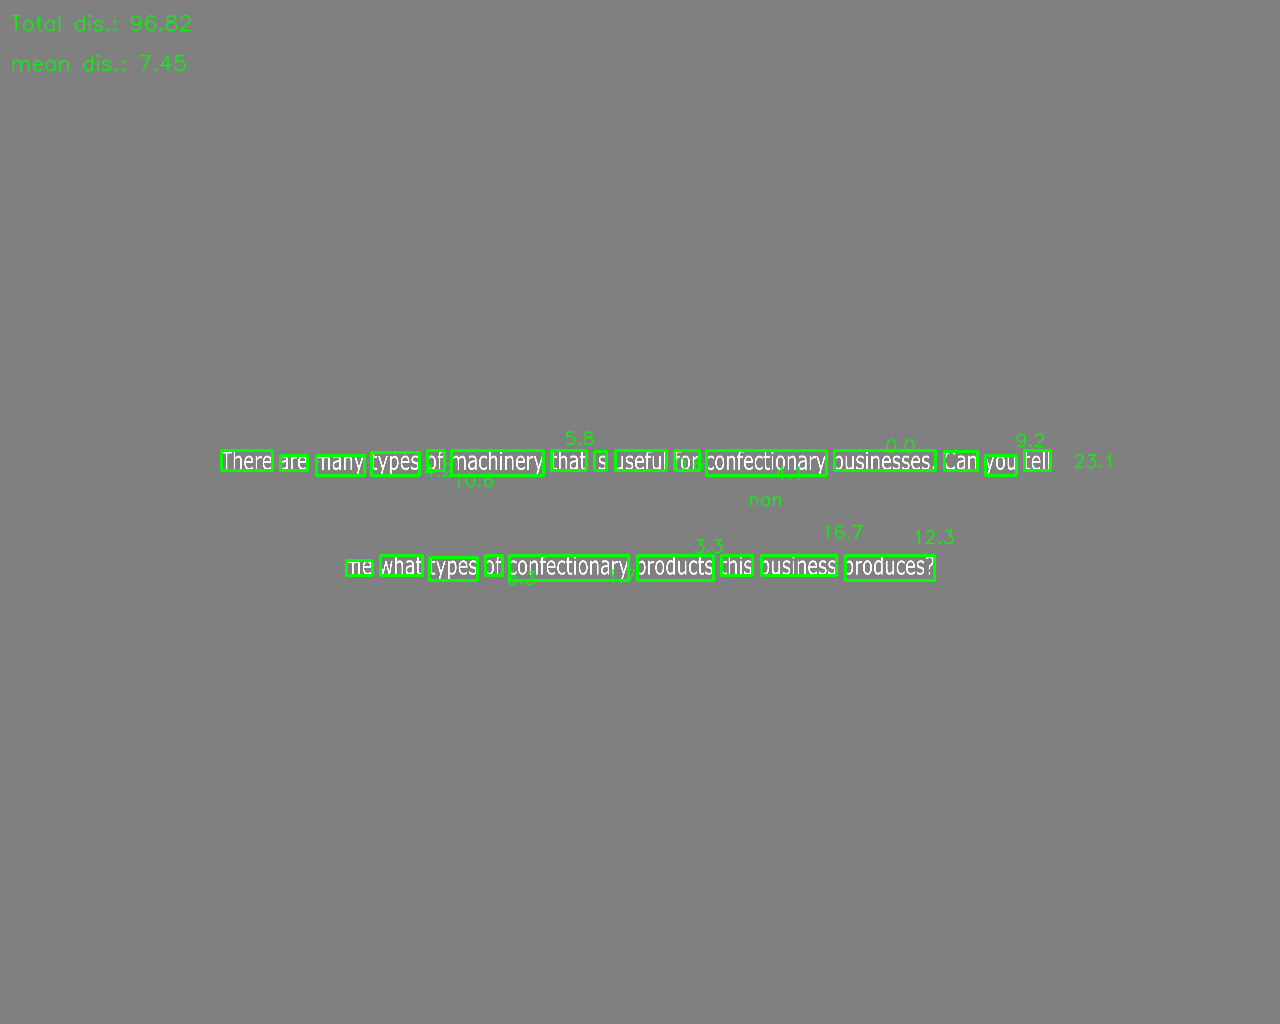 Total dis.: 96.82
mean dis.: 7.45
5.8 0.0 9.2
There are many types of machinery that is useful for confectionary businesses. Can you tell 23.1
10.6
nan
3.3 16.7 12.3
me what types of confectionary products this business produces?